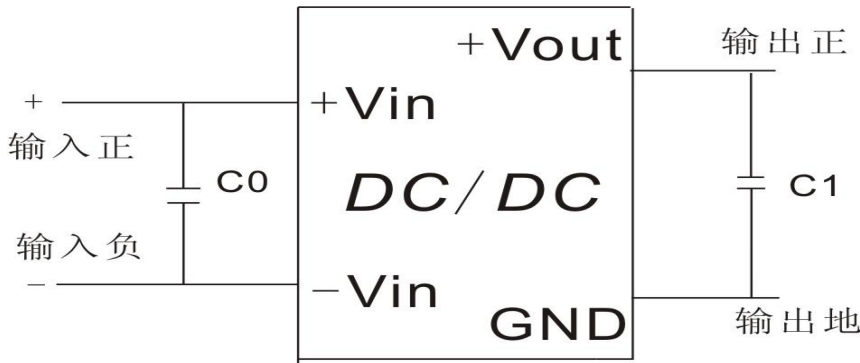 +Vout
输出正
+
+Vin
输入正
C0
DC/DC
C1
输入负
−
−Vin
GND
输出地